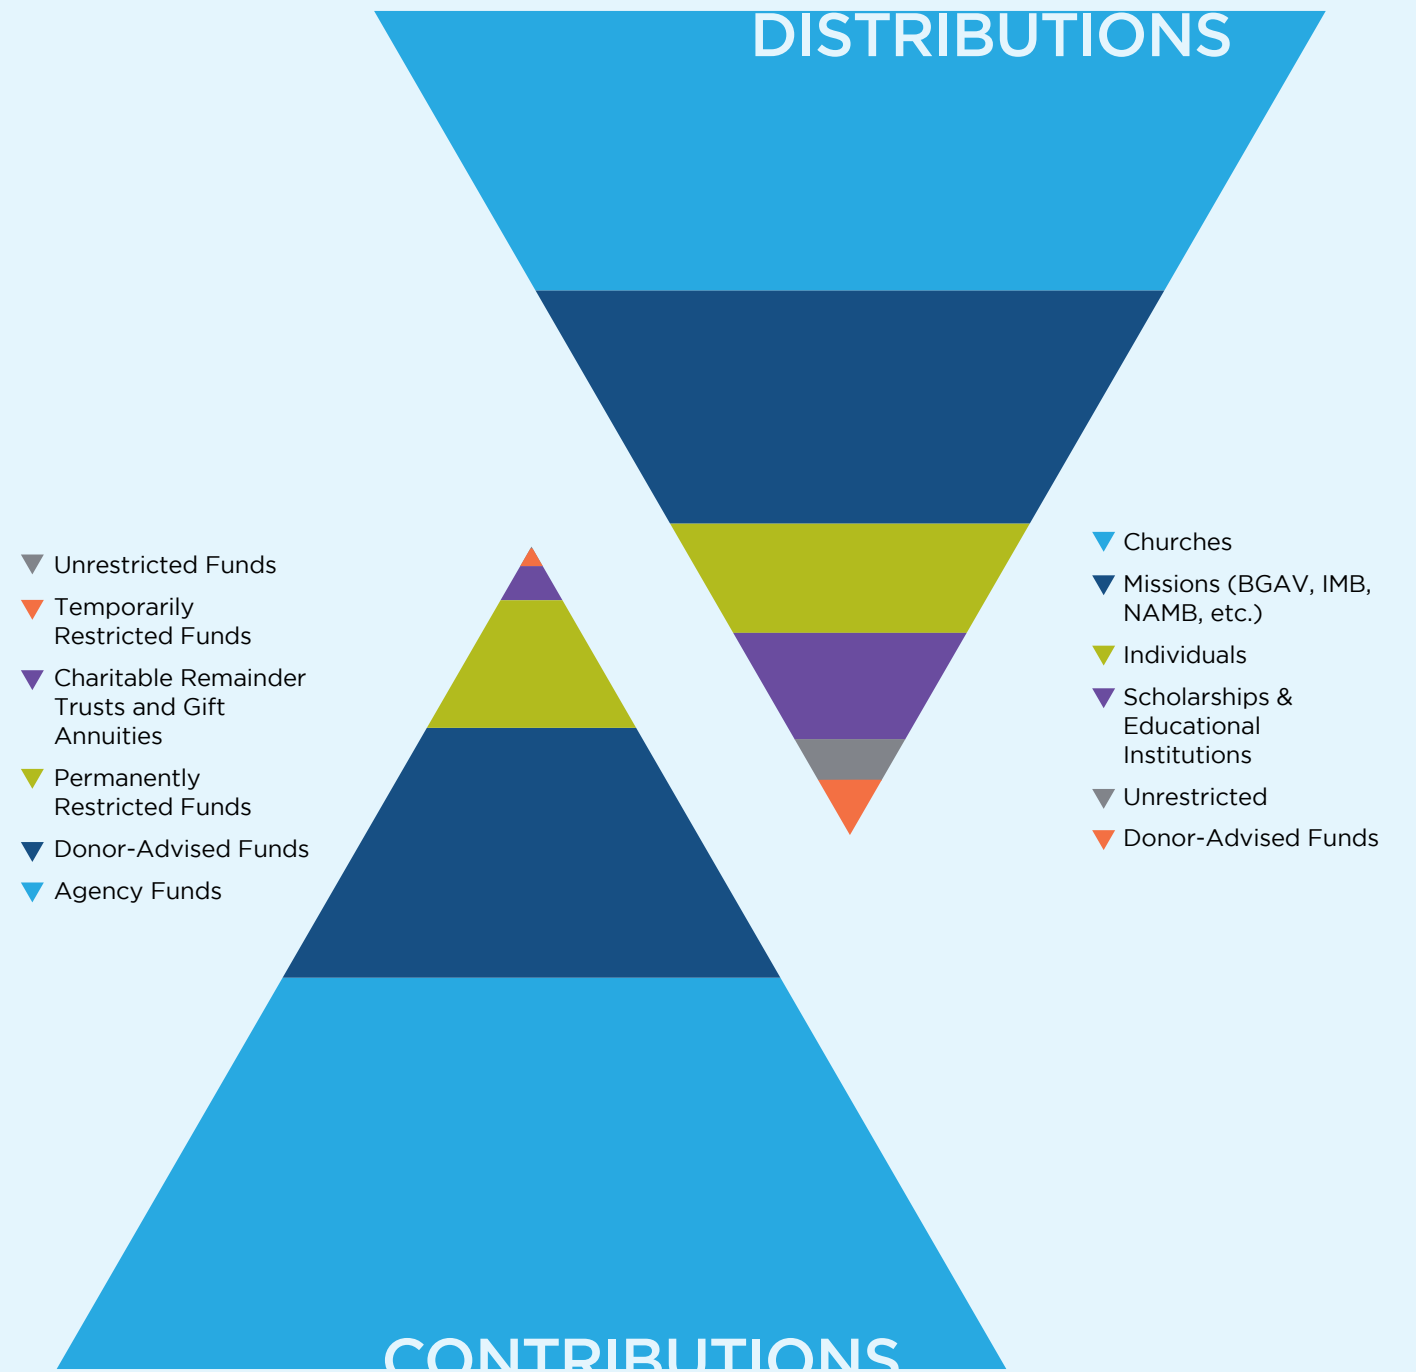 DISTRIBUTIONS
Unrestricted Funds
Temporarily
Restricted Funds
Charitable Remainder
Trusts and Gift
Annuities
Permanently
Restricted Funds
Donor-Advised Funds
Agency Funds
Churches
Missions (BGAV, IMB,
NAMB, etc.)
Individuals
Scholarships &
Educational
Institutions
Unrestricted
Donor-Advised Funds
CONTRIBUTIONS